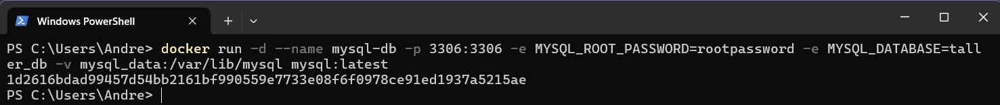 Windows PowerShell
PS C:\Users\Andre> docker run -d --name mysql-db -p 3306:3306 -e MYSQL_ROOT_PASSWORD=rootpassword -e MYSQL_DATABASE=tall
er_db -v mysql_data:/var/lib/mysql mysql:latest
1d2616bdad99457d54bb2161bf990559e7733e08f6f0978ce91ed1937a5215ae
PS C:\Users\Andre>